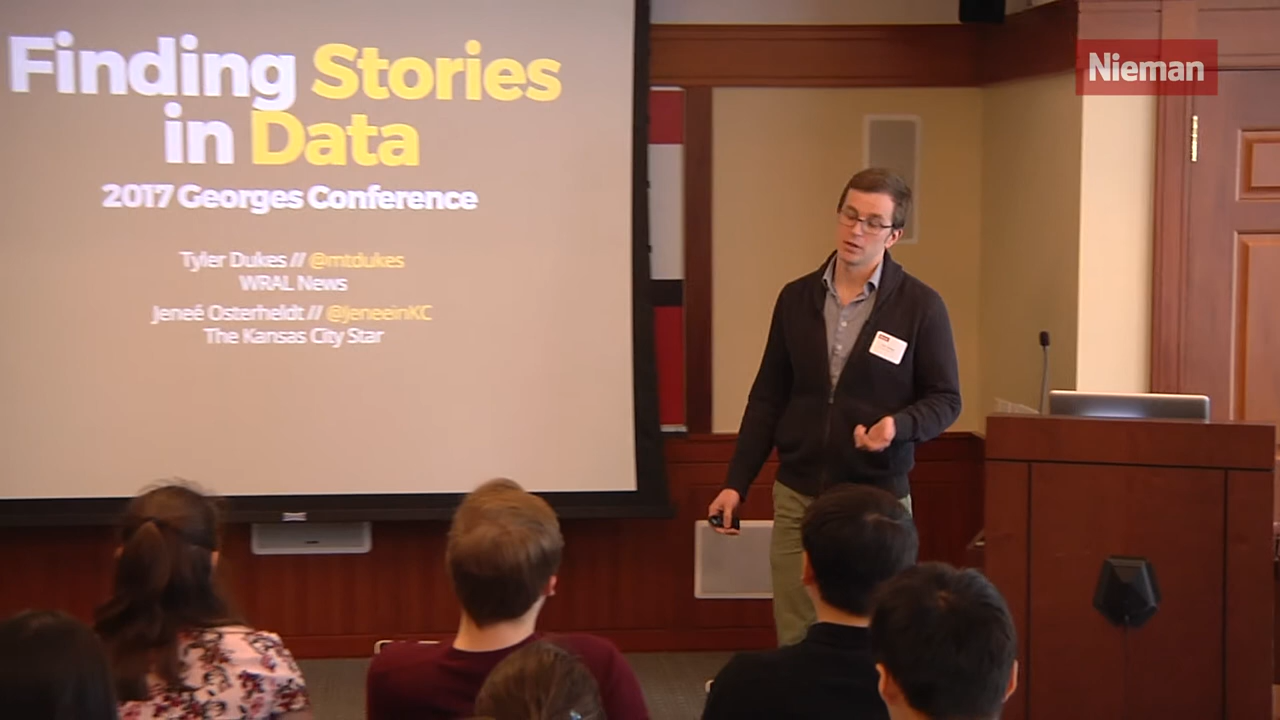 Finding Stories
in Data
2017 Georges Conference
Tyler Dukes // @mtdukes
WRAL News
Jeneé Osterheldt // @JeneeinKC
The Kansas City Star
Nieman